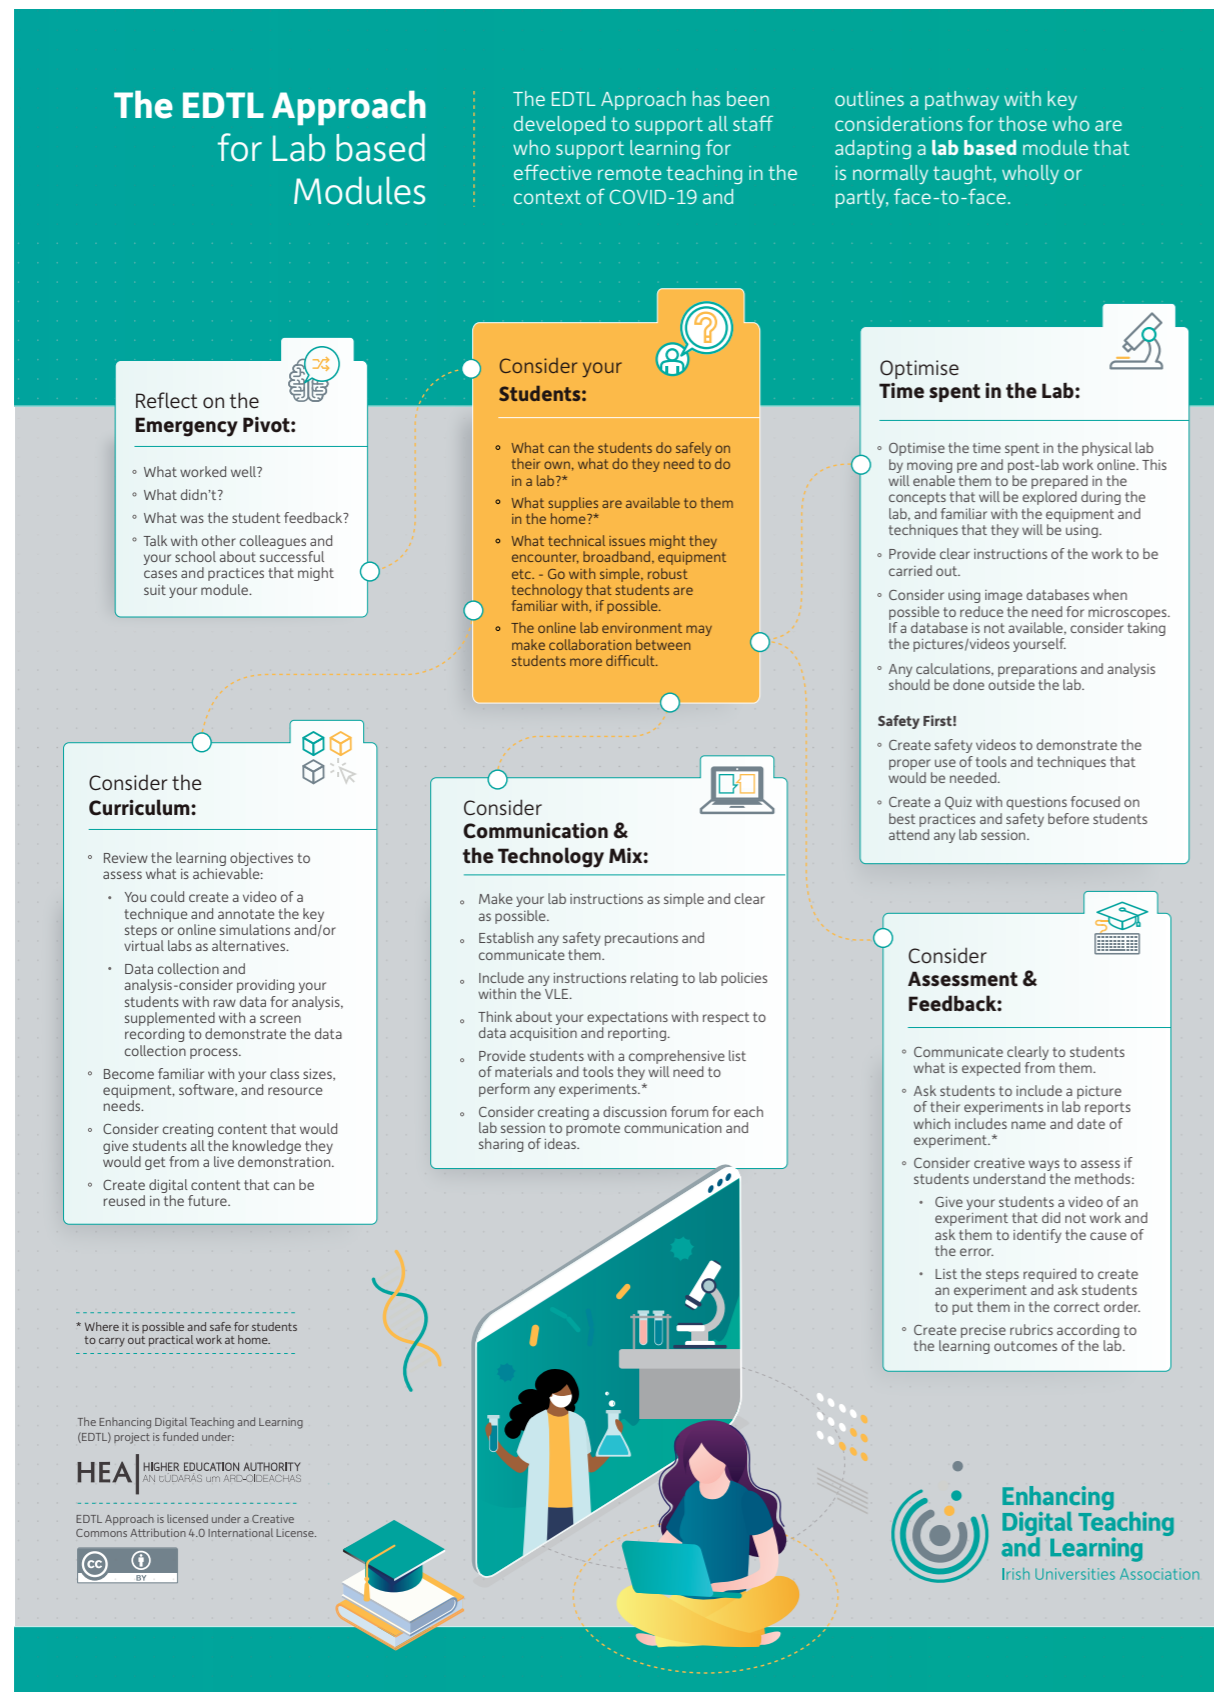 The EDTL Approach
for Lab based
Modules
The EDTL Approach has been
developed to support all staff
who support learning for
effective remote teaching in the
context of COVID-19 and
outlines a pathway with key
considerations for those who are
adapting a lab based module that
is normally taught, wholly or
partly, face-to-face.
Reflect on the
Emergency Pivot:
° What worked well?
° What didn't?
° What was the student feedback?
° Talk with other colleagues and
your school about successful
cases and practices that might
suit your module.
Consider your
Students:
° What can the students do safely on
their own, what do they need to do
in a lab?*
° What supplies are available to them
in the home?*
° What technical issues might they
encounter, broadband, equipment
etc. - Go with simple, robust
technology that students are
familiar with, if possible.
° The online lab environment may
make collaboration between
students more difficult.
Optimise
Time spent in the Lab:
° Optimise the time spent in the physical lab
by moving pre and post-lab work online. This
will enable them to be prepared in the
concepts that will be explored during the
lab, and familiar with the equipment and
techniques that they will be using.
° Provide clear instructions of the work to be
carried out.
° Consider using image databases when
possible to reduce the need for microscopes.
If a database is not available, consider taking
the pictures/videos yourself.
° Any calculations, preparations and analysis
should be done outside the lab.
Safety First!
° Create safety videos to demonstrate the
proper use of tools and techniques that
would be needed.
° Create a Quiz with questions focused on
best practices and safety before students
attend any lab session.
Consider the
Curriculum:
° Review the learning objectives to
assess what is achievable:
• You could create a video of a
technique and annotate the key
steps or online simulations and/or
virtual labs as alternatives.
• Data collection and
analysis-consider providing your
students with raw data for analysis,
supplemented with a screen
recording to demonstrate the data
collection process.
° Become familiar with your class sizes,
equipment, software, and resource
needs.
° Consider creating content that would
give students all the knowledge they
would get from a live demonstration.
° Create digital content that can be
reused in the future.
Consider
Communication &
the Technology Mix:
° Make your lab instructions as simple and clear
as possible.
° Establish any safety precautions and
communicate them.
° Include any instructions relating to lab policies
within the VLE.
° Think about your expectations with respect to
data acquisition and reporting.
° Provide students with a comprehensive list
of materials and tools they will need to
perform any experiments.*
° Consider creating a discussion forum for each
lab session to promote communication and
sharing of ideas.
Consider
Assessment &
Feedback:
° Communicate clearly to students
what is expected from them.
° Ask students to include a picture
of their experiments in lab reports
which includes name and date of
experiment.*
° Consider creative ways to assess if
students understand the methods:
• Give your students a video of an
experiment that did not work and
ask them to identify the cause of
the error.
• List the steps required to create
an experiment and ask students
to put them in the correct order.
° Create precise rubrics according to
the learning outcomes of the lab.
* Where it is possible and safe for students
to carry out practical work at home.
The Enhancing Digital Teaching and Learning
(EDTL) project is funded under:
HEA
HIGHER EDUCATION AUTHORITY
AN tÚDARÁS um ARD-OIDEACHAS
EDTL Approach is licensed under a Creative
Commons Attribution 4.0 International License.
cc
BY
Enhancing
Digital Teaching
and Learning
Irish Universities Association